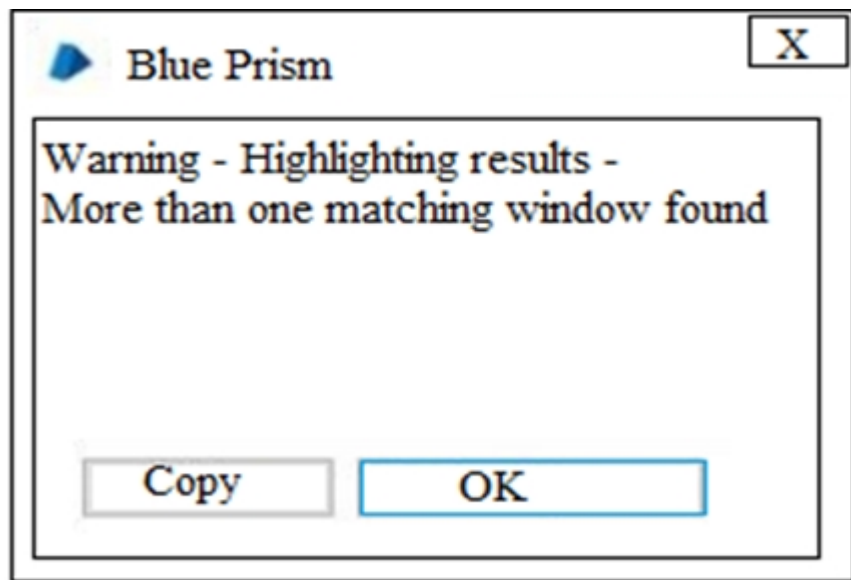 Blue Prism
X
Warning - Highlighting results -
More than one matching window found
Copy
OK